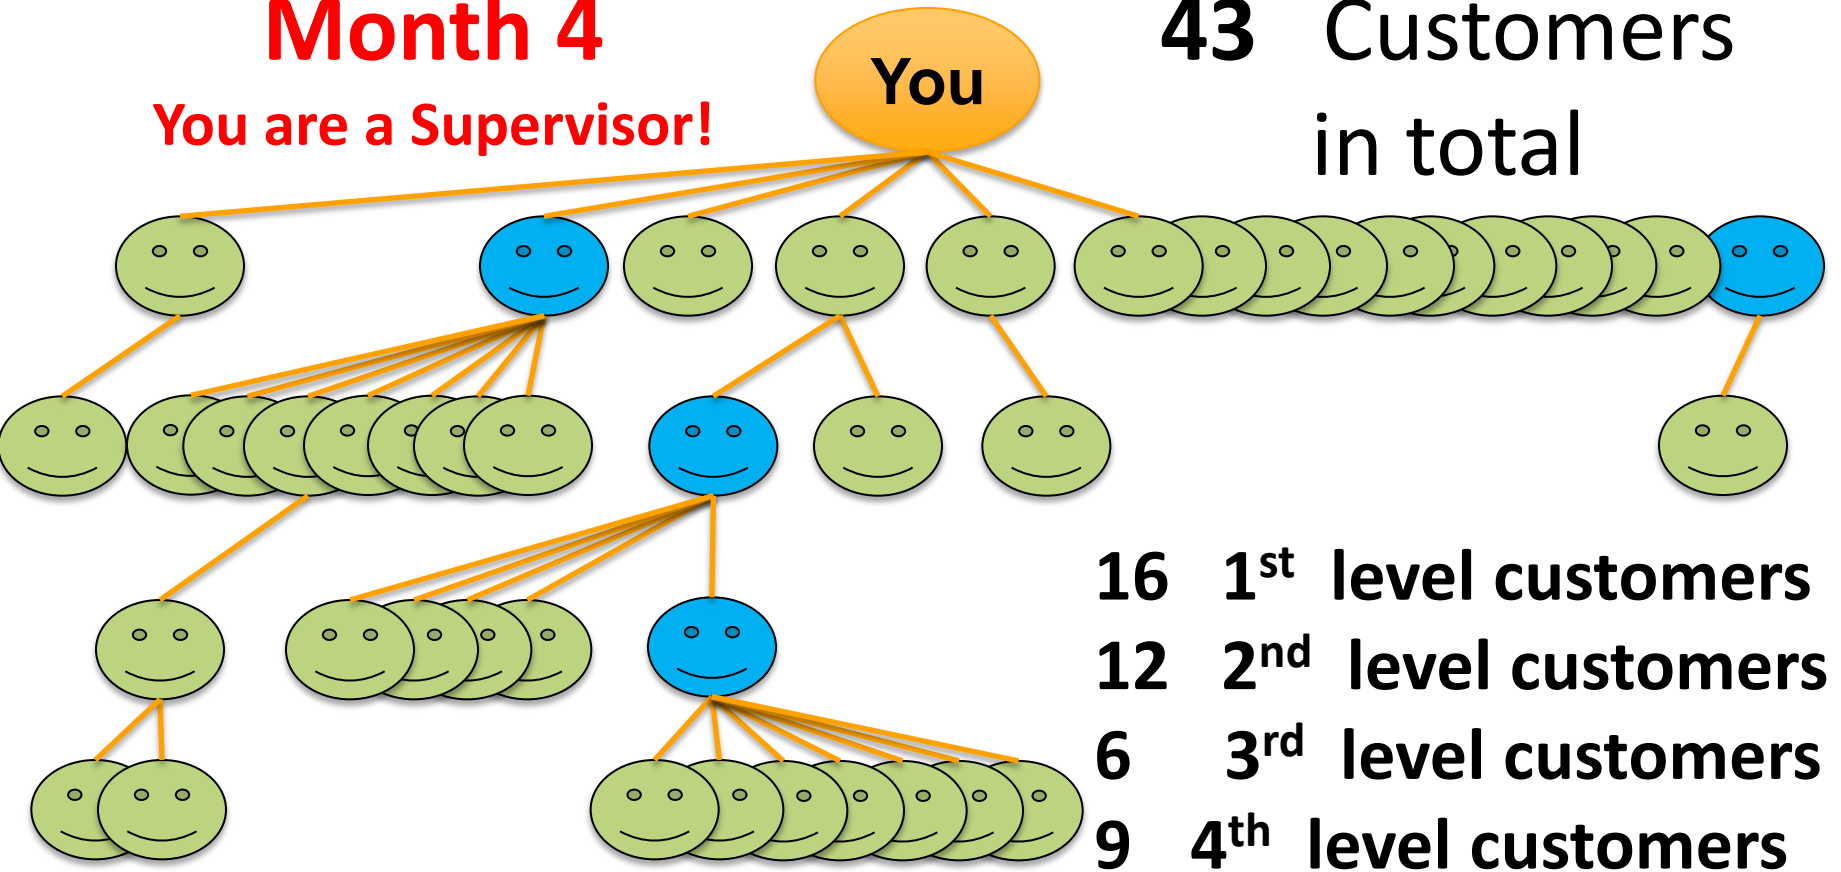 Month 4
You are a Supervisor!
You
43 Customers
in total
16 1st level customers
12 2nd level customers
6 3rd level customers
9 4th level customers